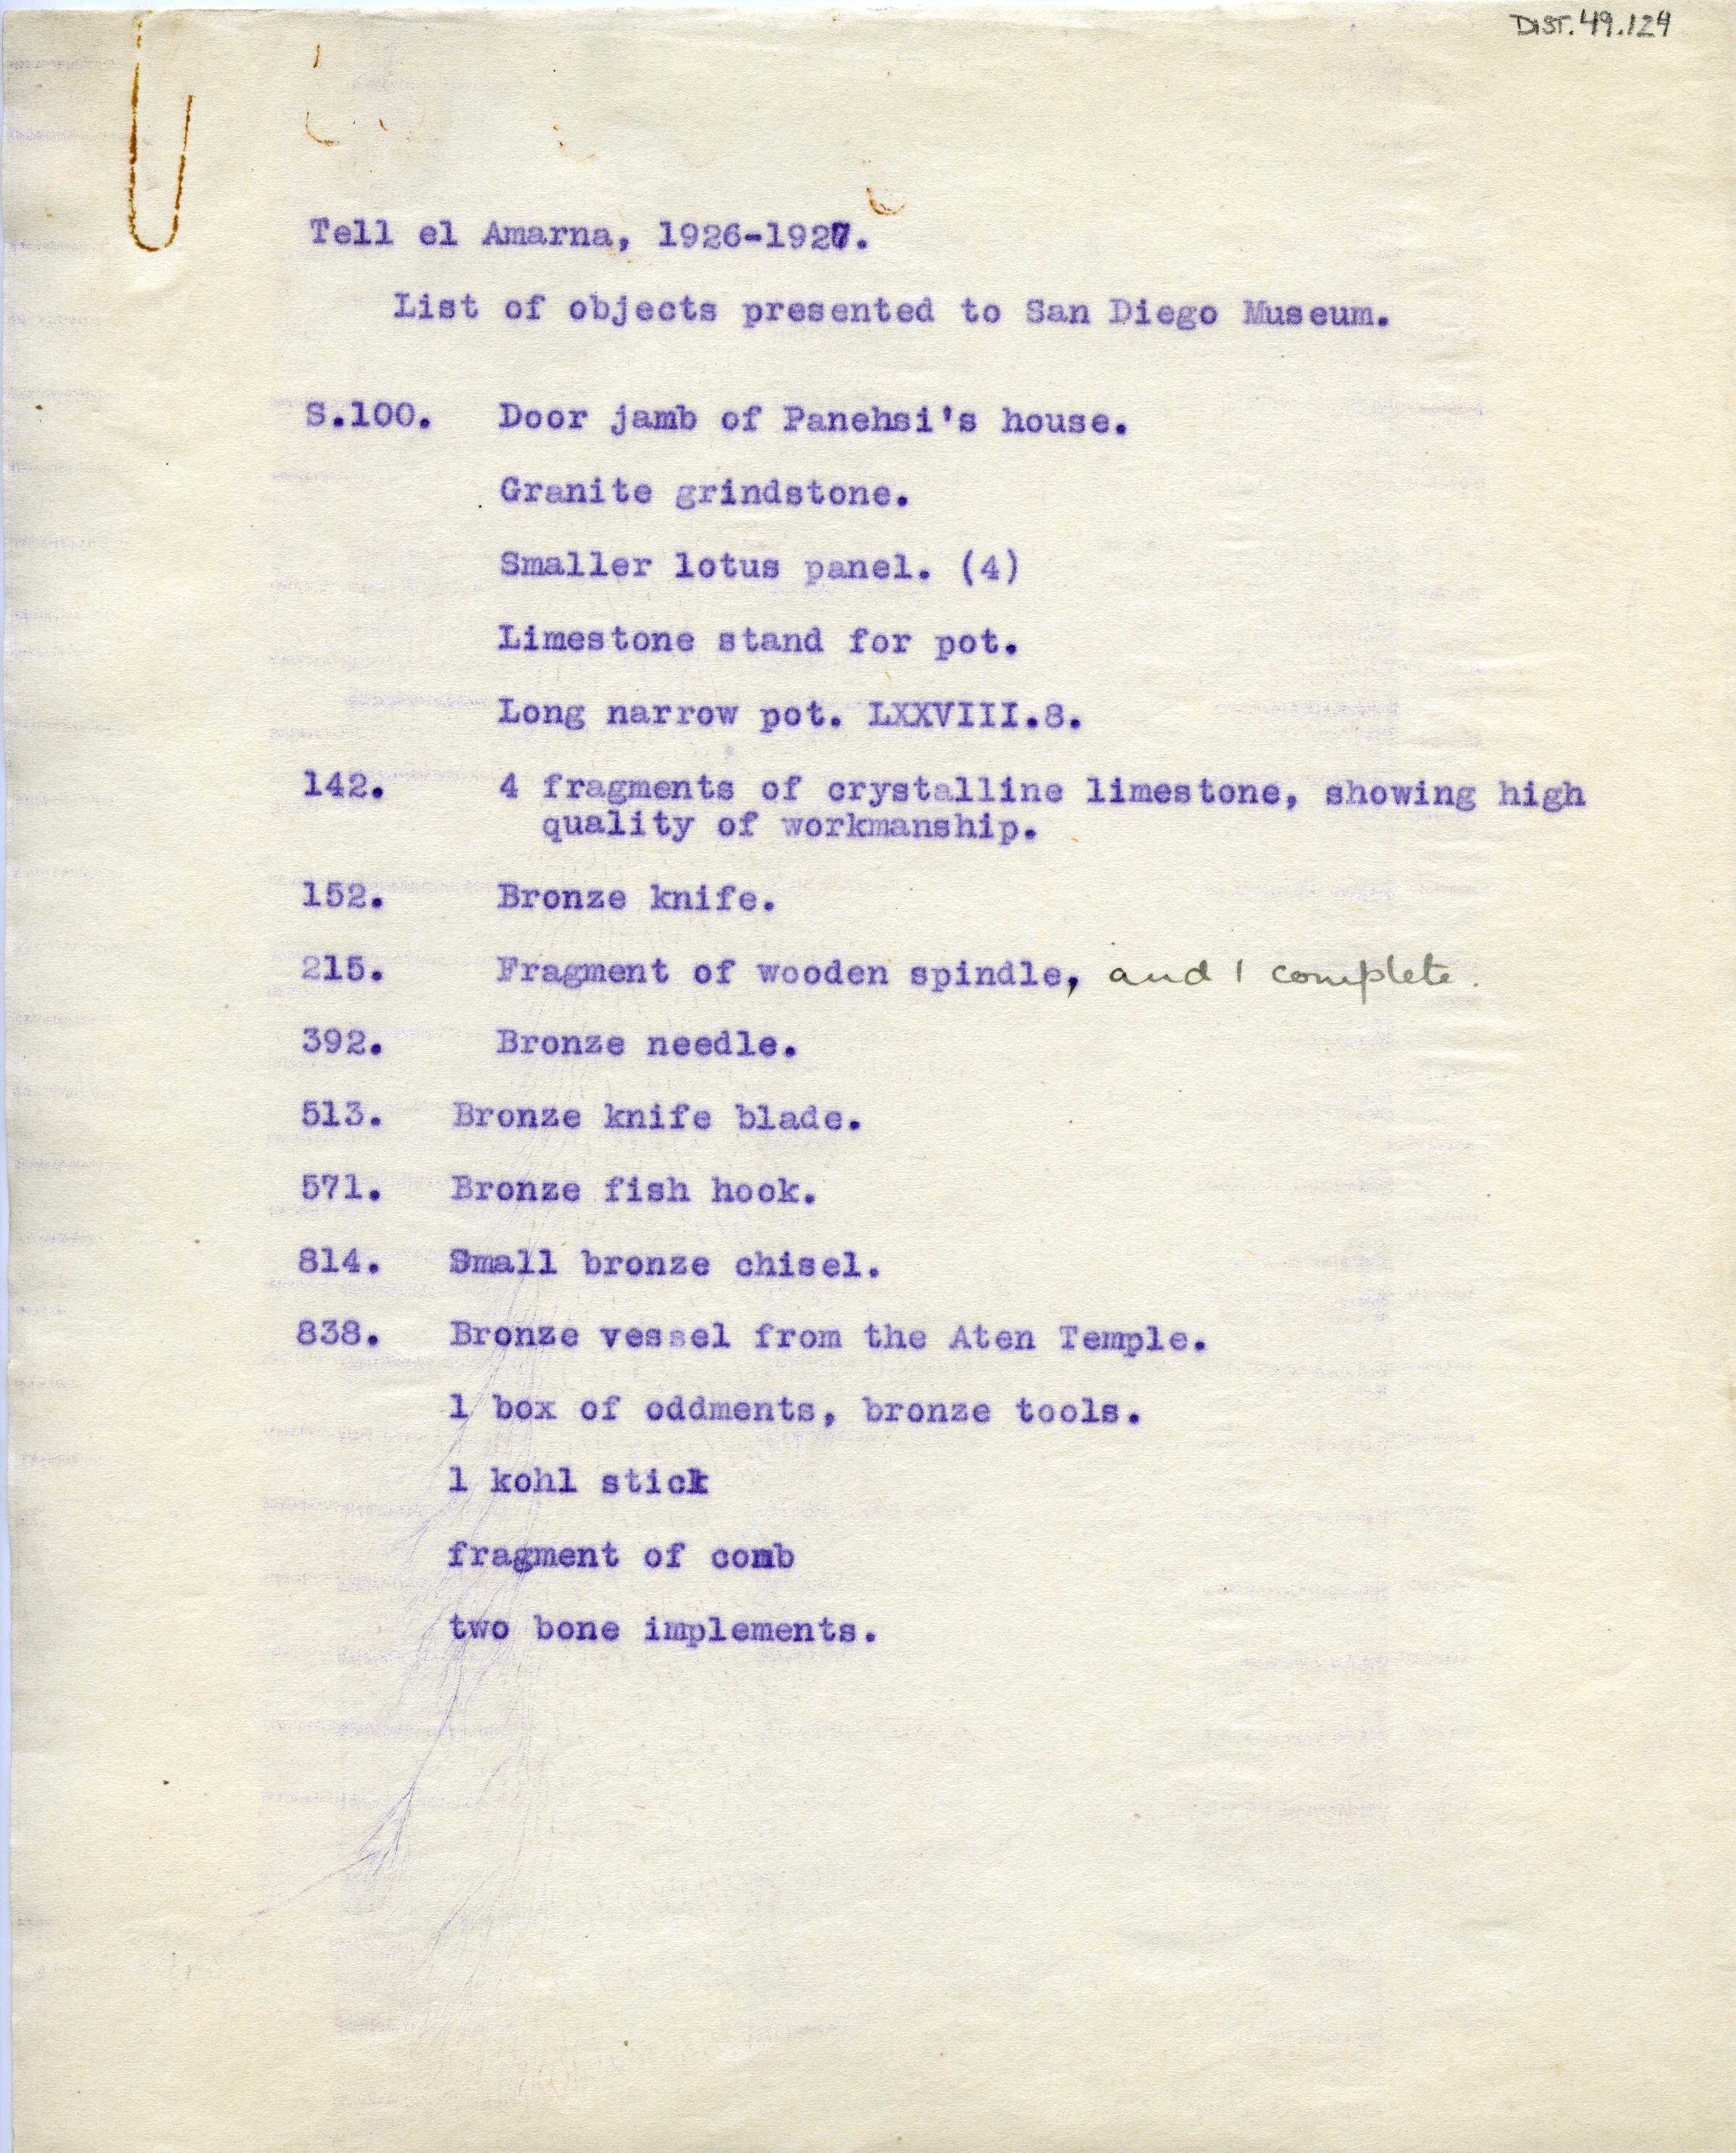 DIST. 49.124
Tell el Amarna, 1926-1927.
List of objects presented to San Diego Museum.
S.100. Door jamb of Panehsi's house.
Granite grindstone.
Smaller lotus panel. (4)
Limestone stand for pot.
Long narrow pot. LXXVIII.8.
142. 4 fragments of crystalline limestone, showing high
quality of workmanship.
152. Bronze knife.
215. Fragment of wooden spindle, and 1 complete.
392. Bronze needle.
513. Bronze knife blade.
571. Bronze fish hook.
814. Small bronze chisel.
838. Bronze vessel from the Aten Temple.
1 box of oddments, bronze tools.
1 kohl stick
fragment of comb
two bone implements.